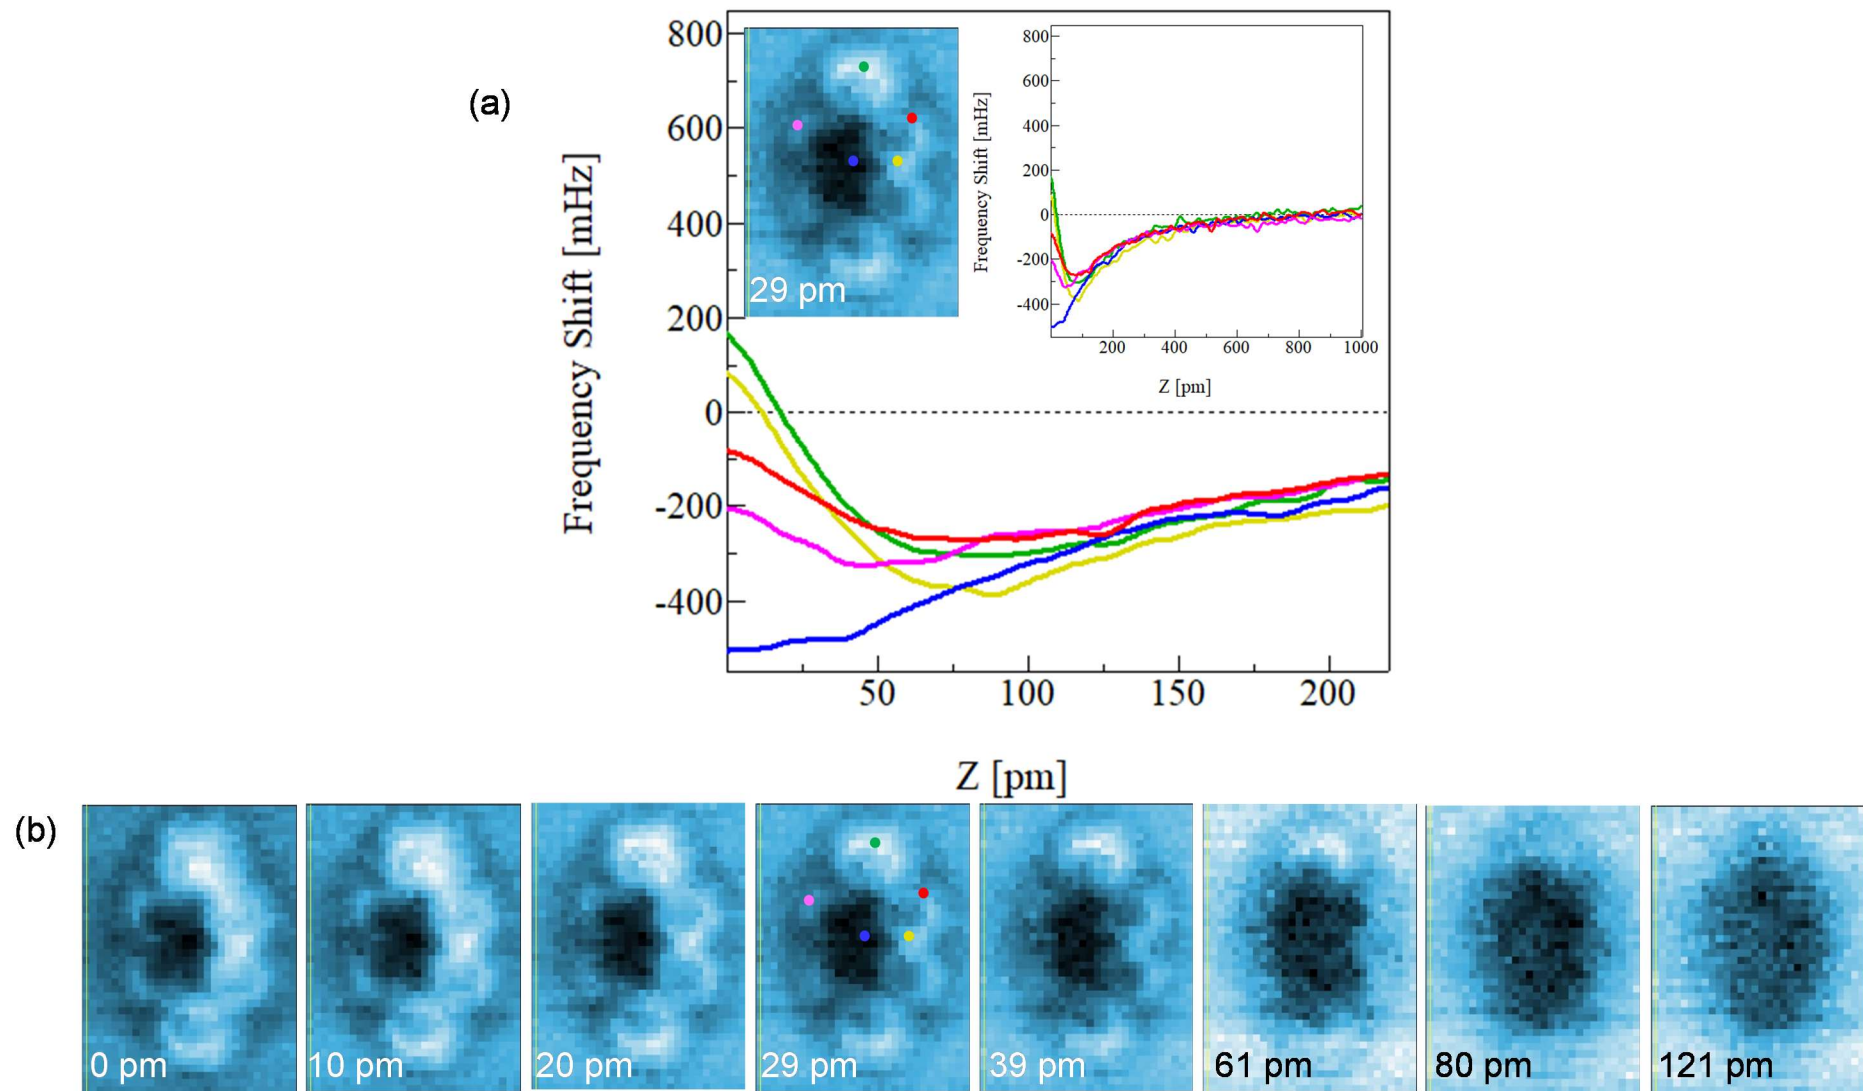 (a)
Frequency Shift [mHz]
800
600
400
200
0
-200
-400
50 100 150 200
Z [pm]
29 pm
Frequency Shift [mHz]
800
600
400
200
0
-200
-400
200 400 600 800 1000
Z [pm]
(b)
0 pm 10 pm 20 pm 29 pm 39 pm 61 pm 80 pm 121 pm